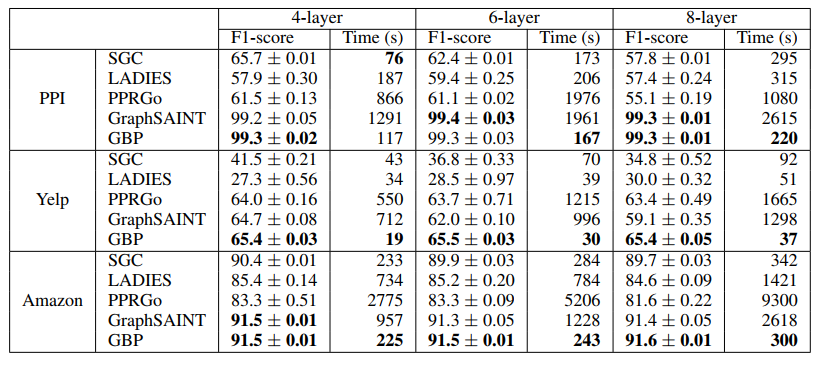 4-layer 6-layer 8-layer
F1-score Time (s) F1-score Time (s) F1-score Time (s)
SGC 65.7 ± 0.01 76 62.4 ± 0.01 173 57.8 ± 0.01 295
LADIES 57.9 ± 0.30 187 59.4 ± 0.25 206 57.4 ± 0.24 315
PPI PPRGo 61.5 ± 0.13 866 61.1 ± 0.02 1976 55.1 ± 0.19 1080
GraphSAINT 99.2 ± 0.05 1291 99.4 ± 0.03 1961 99.3 ± 0.01 2615
GBP 99.3 ± 0.02 117 99.3 ± 0.03 167 99.3 ± 0.01 220
SGC 41.5 ± 0.21 43 36.8 ± 0.33 70 34.8 ± 0.52 92
LADIES 27.3 ± 0.56 34 28.5 ± 0.97 39 30.0 ± 0.32 51
Yelp PPRGo 64.0 ± 0.16 550 63.7 ± 0.71 1215 63.4 ± 0.49 1665
GraphSAINT 64.7 ± 0.08 712 62.0 ± 0.10 996 59.1 ± 0.35 1298
GBP 65.4 ± 0.03 19 65.5 ± 0.03 30 65.4 ± 0.05 37
SGC 90.4 ± 0.01 233 89.9 ± 0.03 284 89.7 ± 0.03 342
LADIES 85.4 ± 0.14 734 85.2 ± 0.20 784 84.6 ± 0.09 1421
Amazon PPRGo 83.3 ± 0.51 2775 83.3 ± 0.09 5206 81.6 ± 0.22 9300
GraphSAINT 91.5 ± 0.01 957 91.3 ± 0.05 1228 91.4 ± 0.05 2618
GBP 91.5 ± 0.01 225 91.5 ± 0.01 243 91.6 ± 0.01 300